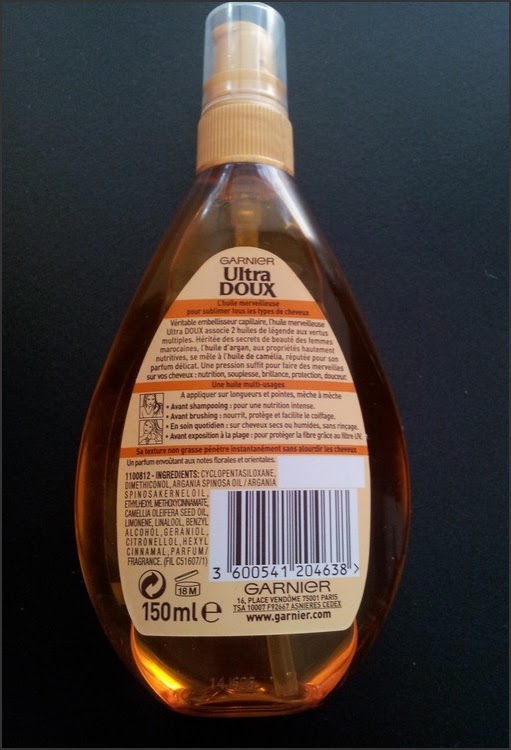 GARNIER
Ultra
DOUX
L'huile merveilleuse
pour sublimer tous les types de cheveux
Véritable embellisseur capillaire, l'huile merveilleuse
Ultra DOUX associe 2 huiles de légende aux vertus
multiples. Héritée des secrets de beauté des femmes
marocaines, l'huile d'argan, aux propriétés hautement
nutritives, se mêle à l'huile de camélia, réputée pour son
parfum délicat. Une pression suffit pour faire des merveilles
sur vos cheveux : nutrition, souplesse, brillance, protection, douceur.
Une huile multi-usages
A appliquer sur longueurs et pointes, mèche à mèche
• Avant shampooing : pour une nutrition intense.
• Avant brushing : nourrit, protège et facilite le coiffage.
• En soin quotidien : sur cheveux secs ou humides, sans rinçage.
• Avant exposition à la plage : pour protéger la fibre grâce au filtre UV.
Sa texture non grasse pénètre instantanément sans alourdir les cheveux
Un parfum envoûtant aux notes florales et orientales.
1100812 - INGREDIENTS: CYCLOPENTASILOXANE,
DIMETHICONOL, ARGANIA SPINOSA OIL / ARGANIA
SPINOSA KERNEL OIL,
ETHYLHEXYL METHOXYCINNAMATE,
CAMELLIA OLEIFERA SEED OIL,
LIMONENE, LINALOOL, BENZYL
ALCOHOL, GERANIOL,
CITRONELLOL, HEXYL
CINNAMAL, PARFUM/
FRAGRANCE. (FIL C51607/1)
3 600541 204638 >
18 M
150 ml e
GARNIER
16, PLACE VENDÔME 75001 PARIS
TSA 10007 F92667 ASNIERES CEDEX
www.garnier.com